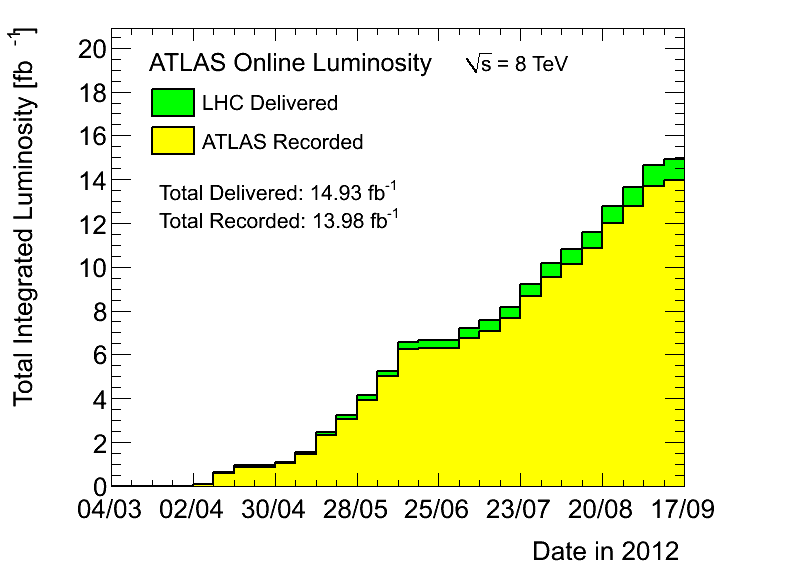 Total Integrated Luminosity [fb⁻¹]
ATLAS Online Luminosity √s = 8 TeV
LHC Delivered
ATLAS Recorded
Total Delivered: 14.93 fb⁻¹
Total Recorded: 13.98 fb⁻¹
20
18
16
14
12
10
8
6
4
2
0
04/03 02/04 30/04 28/05 25/06 23/07 20/08 17/09
Date in 2012